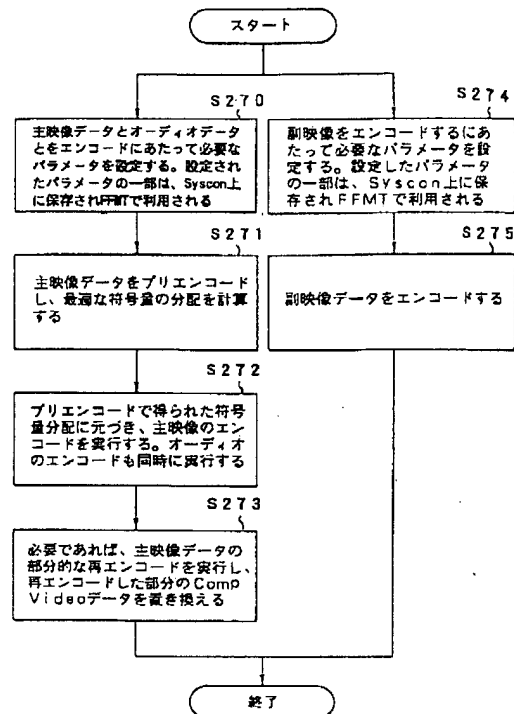 スタート
S270
主映像データとオーディオデータ
とをエンコードにあたって必要な
パラメータを設定する。設定され
たパラメータの一部は、Syscon上
に保存されFFMTで利用される
S271
主映像データをプリエンコード
し、最適な符号量の分配を計算
する
S272
プリエンコードで得られた符号
量分配に元づき、主映像のエン
コードを実行する。オーディオ
のエンコードも同時に実行する
S273
必要であれば、主映像データの
部分的な再エンコードを実行し、
再エンコードした部分のComp
Videoデータを置き換える
S274
副映像をエンコードするにあ
たって必要なパラメータを設
定する。設定したパラメータ
の一部は、Syscon上に保
存されFFMTで利用される
S275
副映像データをエンコードする
終了